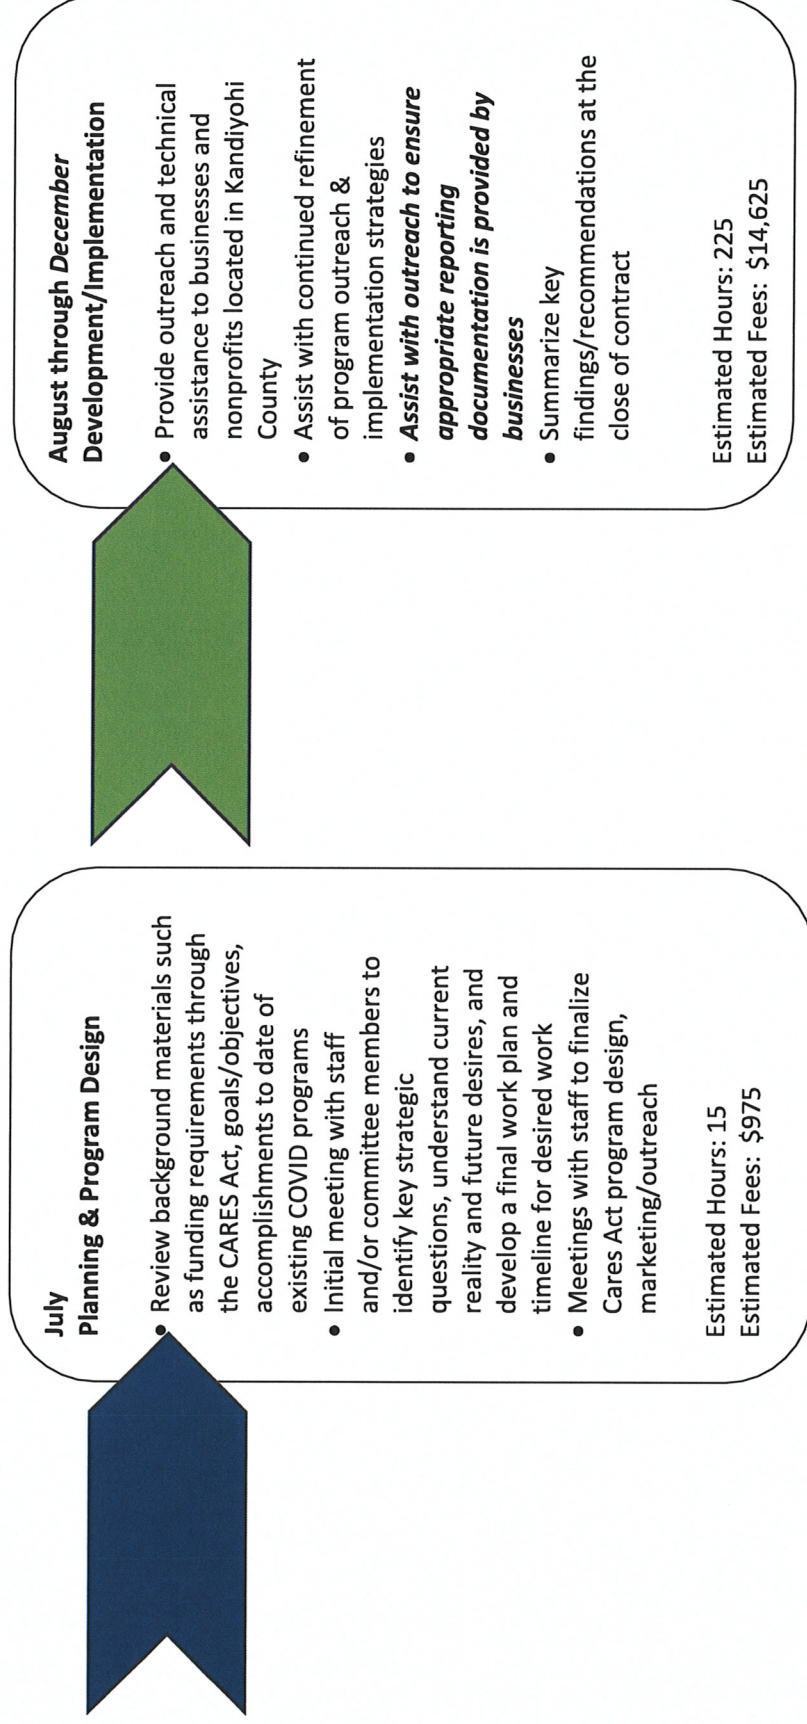 July
Planning & Program Design
• Review background materials such
as funding requirements through
the CARES Act, goals/objectives,
accomplishments to date of
existing COVID programs
• Initial meeting with staff
and/or committee members to
identify key strategic
questions, understand current
reality and future desires, and
develop a final work plan and
timeline for desired work
• Meetings with staff to finalize
Cares Act program design,
marketing/outreach
Estimated Hours: 15
Estimated Fees: $975
August through December
Development/Implementation
• Provide outreach and technical
assistance to businesses and
nonprofits located in Kandiyohi
County
• Assist with continued refinement
of program outreach &
implementation strategies
• Assist with outreach to ensure
appropriate reporting
documentation is provided by
businesses
• Summarize key
findings/recommendations at the
close of contract
Estimated Hours: 225
Estimated Fees: $14,625